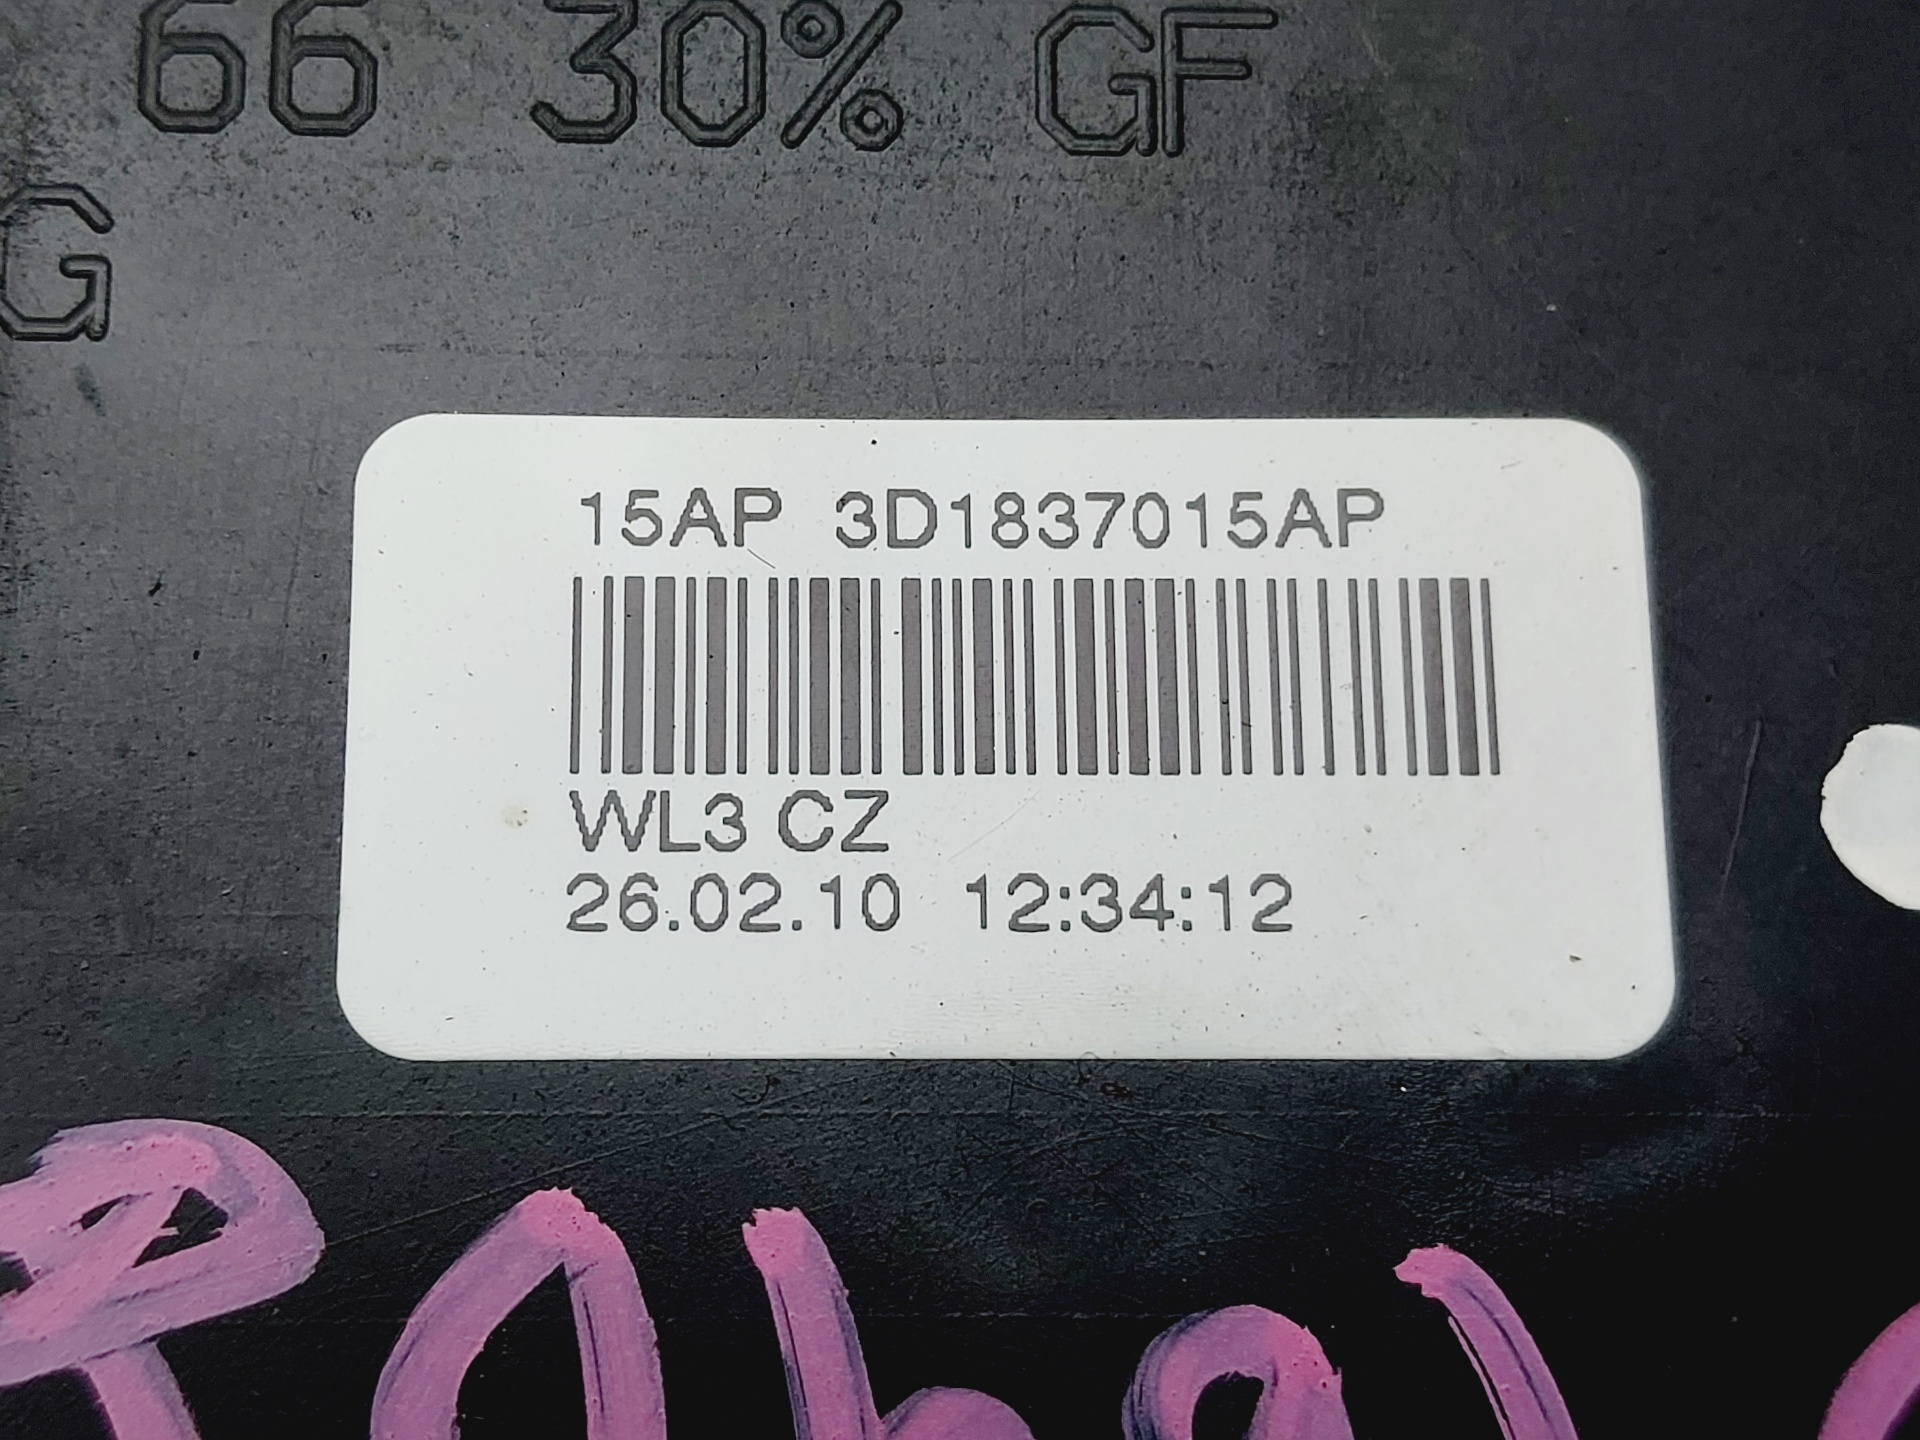 66 30% GF
G
15AP 3D1837015AP
WL3 CZ
26.02.10 12:34:12